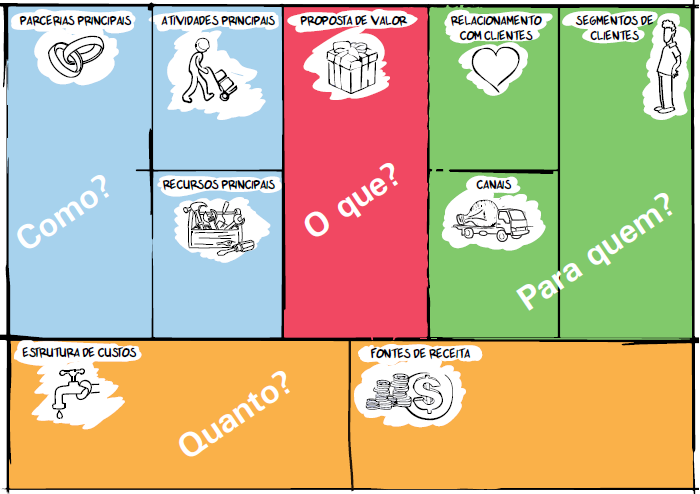 PARCERIAS PRINCIPAIS
ATIVIDADES PRINCIPAIS
PROPOSTA DE VALOR
RELACIONAMENTO
COM CLIENTES
SEGMENTOS DE
CLIENTES
RECURSOS PRINCIPAIS
CANAIS
Como?
O que?
Para quem?
ESTRUTURA DE CUSTOS
FONTES DE RECEITA
$
Quanto?